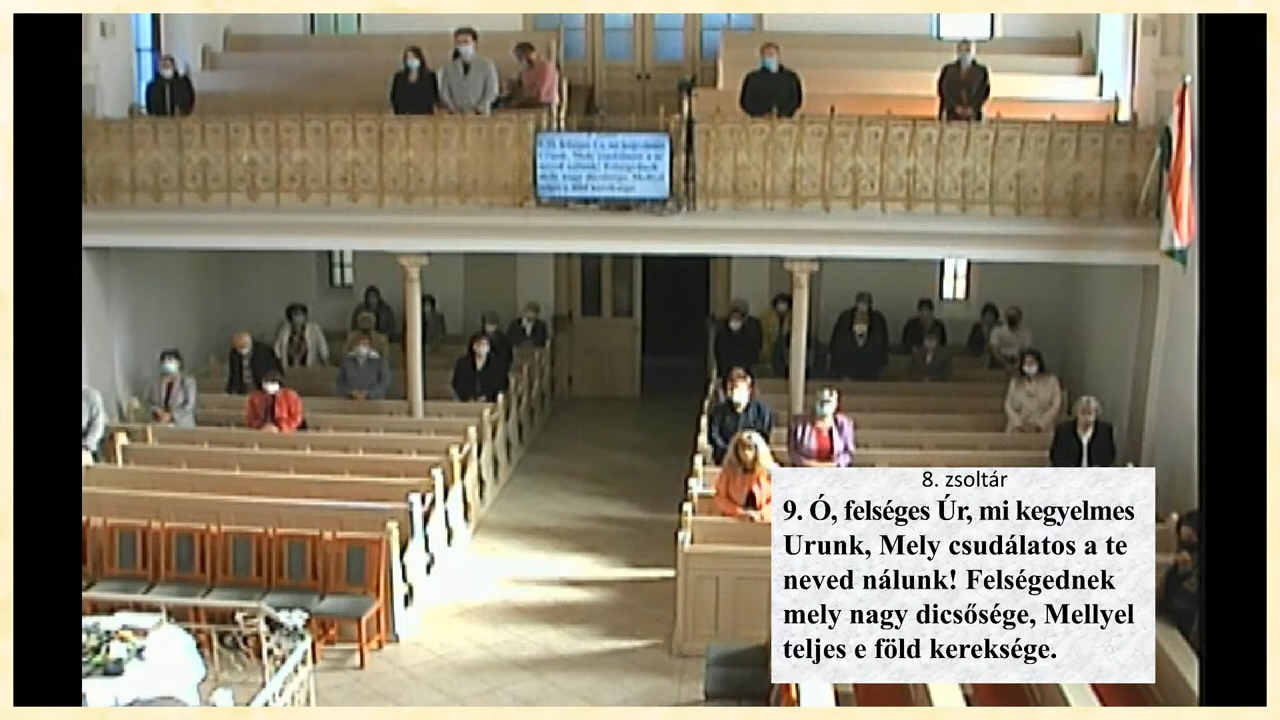 8. zsoltár
9. Ó, felséges Úr, mi kegyelmes
Urunk, Mely csudálatos a te
neved nálunk! Felségednek
mely nagy dicsősége, Mellyel
teljes e föld kereksége.